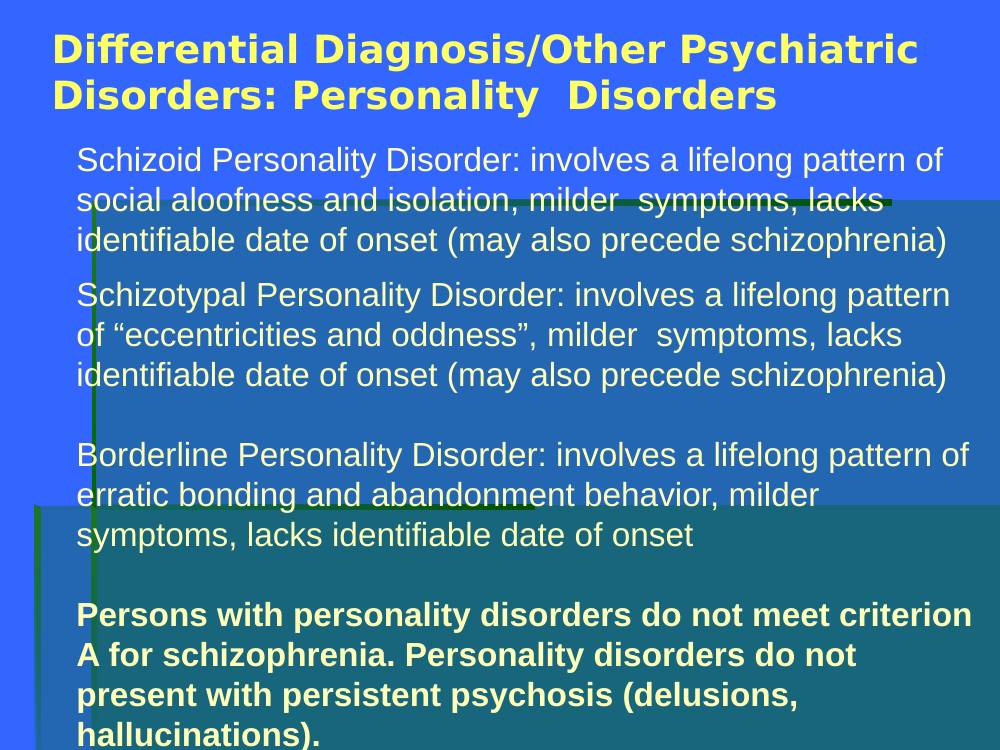 Differential Diagnosis/Other Psychiatric
Disorders: Personality  Disorders
Schizoid Personality Disorder: involves a lifelong pattern of
social aloofness and isolation, milder  symptoms, lacks
identifiable date of onset (may also precede schizophrenia)
Schizotypal Personality Disorder: involves a lifelong pattern
of “eccentricities and oddness”, milder  symptoms, lacks
identifiable date of onset (may also precede schizophrenia)
Borderline Personality Disorder: involves a lifelong pattern of
erratic bonding and abandonment behavior, milder
symptoms, lacks identifiable date of onset
Persons with personality disorders do not meet criterion
A for schizophrenia. Personality disorders do not
present with persistent psychosis (delusions,
hallucinations).